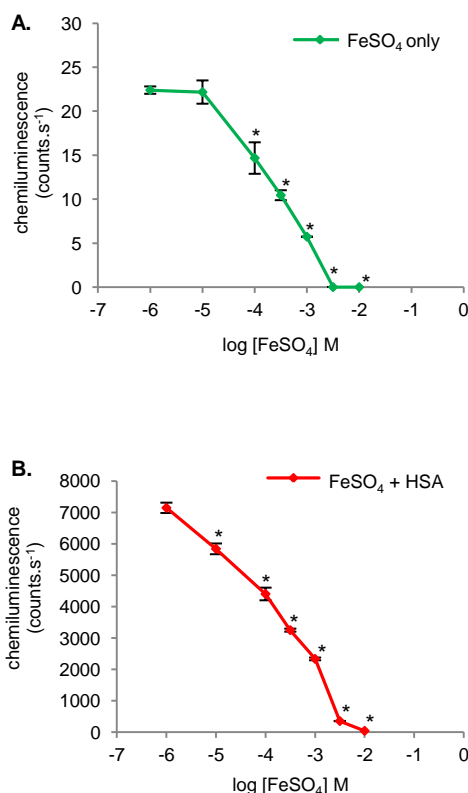 A.
FeSO₄ only
chemiluminescence
(counts.s⁻¹)
30
25
20
15
10
5
0
* * * * *
-7 -6 -5 -4 -3 -2 -1 0
log [FeSO₄] M
B.
FeSO₄ + HSA
chemiluminescence
(counts.s⁻¹)
8000
7000
6000
5000
4000
3000
2000
1000
0
* * * * * *
-7 -6 -5 -4 -3 -2 -1 0
log [FeSO₄] M